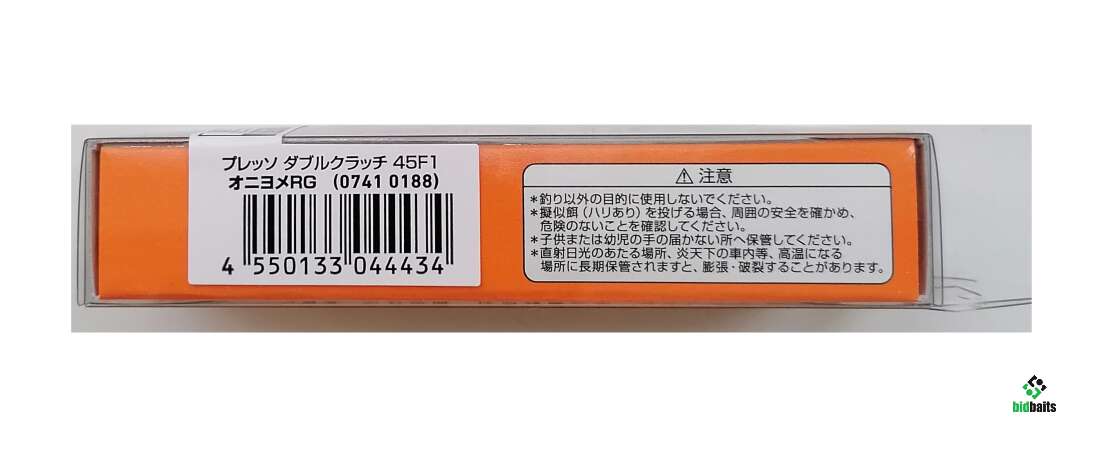 プレッソ ダブルクラッチ 45F1
オニヨメRG (0741 0188)
4 550133 044434
⚠ 注意
*釣り以外の目的に使用しないでください。
*擬似餌(ハリあり)を投げる場合、周囲の安全を確かめ、
危険のないことを確認してください。
*子供または幼児の手の届かない所へ保管してください。
*直射日光のあたる場所、炎天下の車内等、高温になる
場所に長期保管されますと、膨張・破裂することがあります。
bidbaits